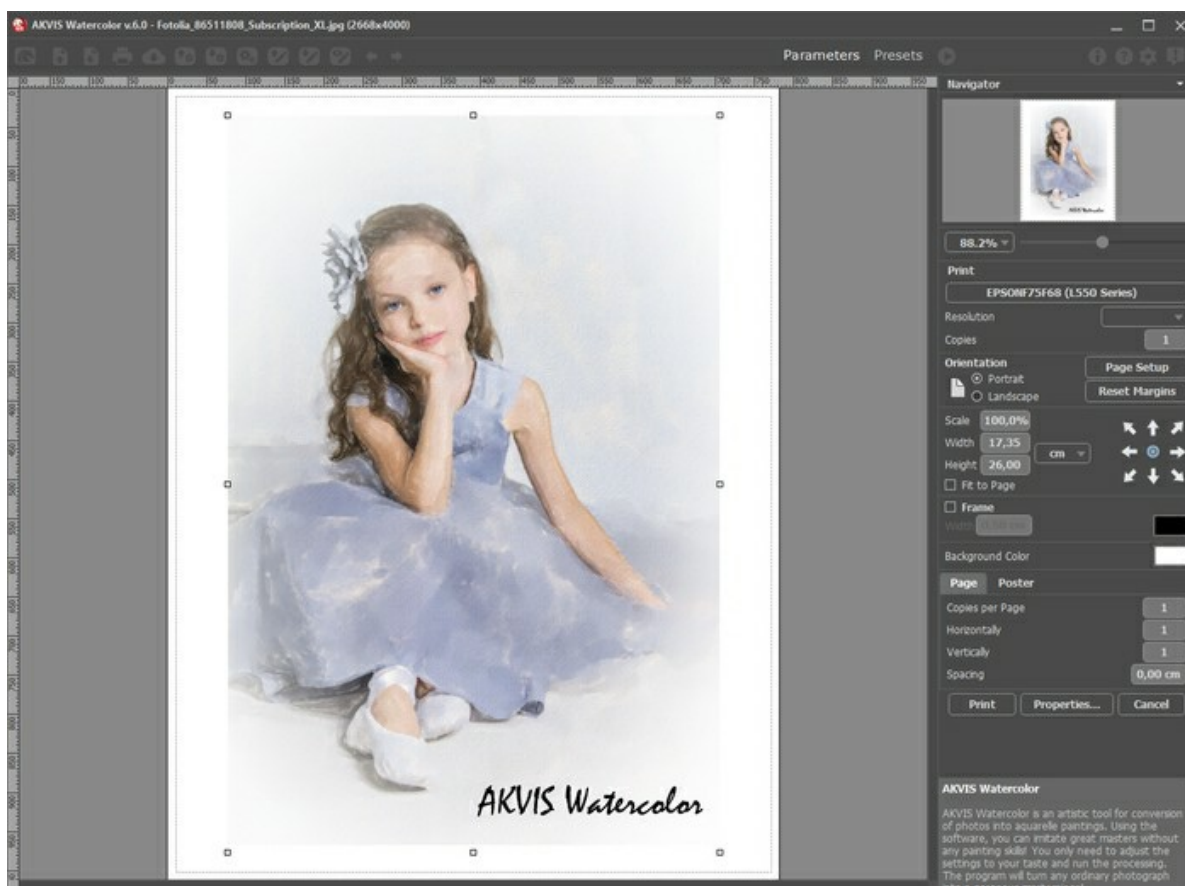 AKVIS Watercolor v.6.0 - Fotolia_86511808_Subscription_XL.jpg (2668x4000)
Parameters Presets
Navigator
88.2%
Print
EPSONF75F68 (L550 Series)
Resolution
Copies 1
Orientation
Portrait
Page Setup
Landscape
Reset Margins
Scale 100,0%
Width 17,35
cm
Height 26,00
Fit to Page
Frame
Width 0,50 cm
Background Color
Page Poster
Copies per Page 1
Horizontally 1
Vertically 1
Spacing 0,00 cm
Print Properties... Cancel
AKVIS Watercolor
AKVIS Watercolor
AKVIS Watercolor is an artistic tool for conversion
of photos into aquarelle paintings. Using the
software, you can imitate great masters without
any painting skills! You only need to adjust the
settings to your taste and run the processing.
The program will turn any ordinary photograph